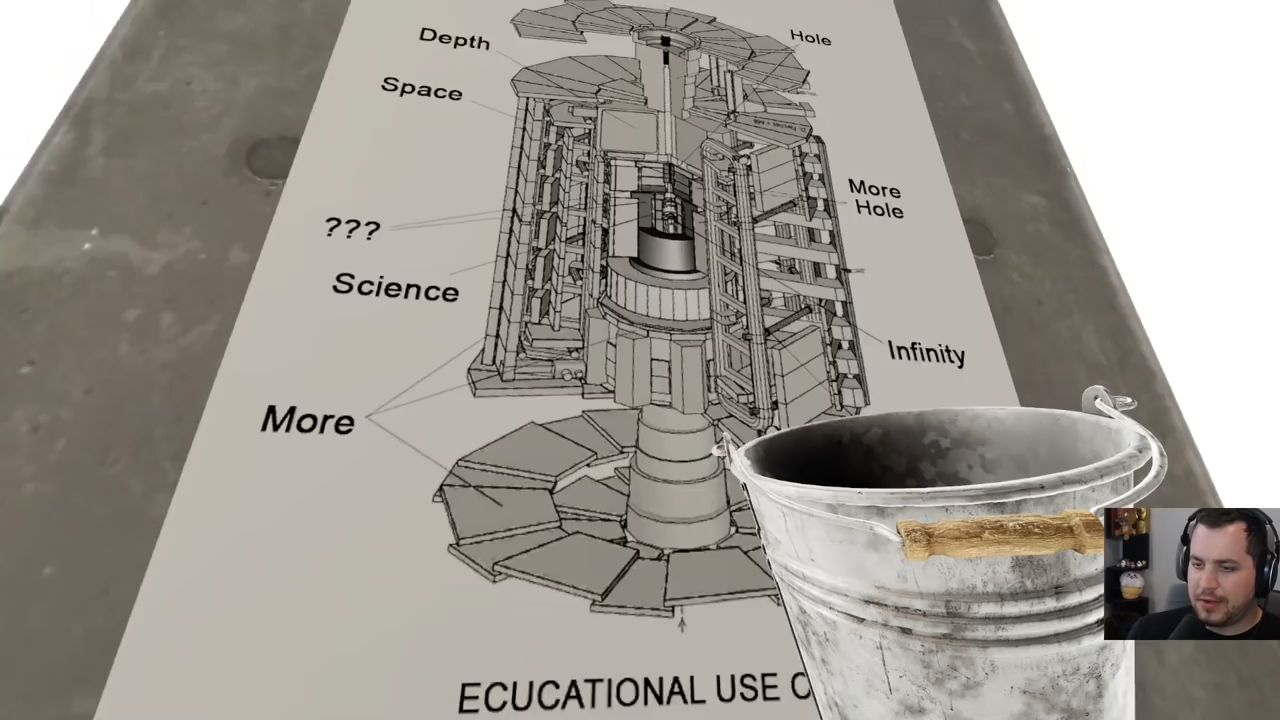 Depth
Hole
Space
More
Hole
???
Science
Infinity
More
ECUCATIONAL USE